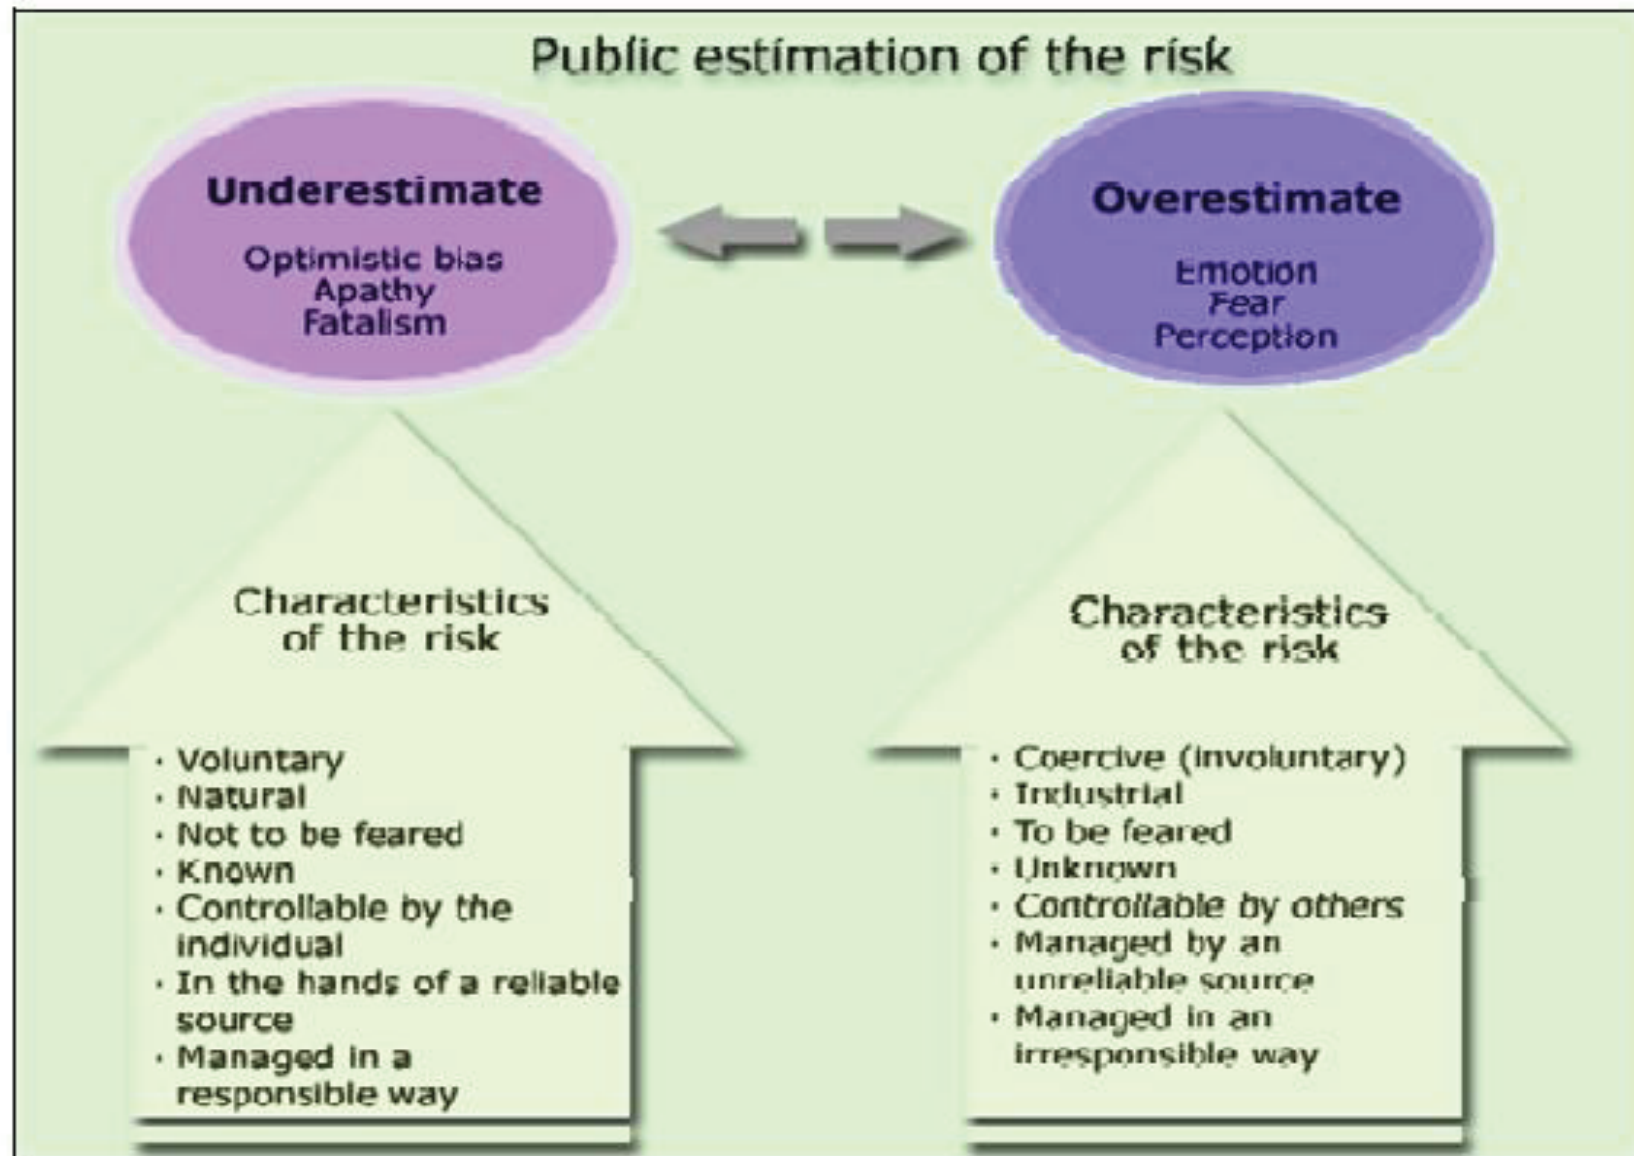 Public estimation of the risk
Underestimate
Optimistic bias
Apathy
Fatalism
Overestimate
Emotion
Fear
Perception
Characteristics
of the risk
· Voluntary
· Natural
· Not to be feared
· Known
· Controllable by the
individual
· In the hands of a reliable
source
· Managed in a
responsible way
Characteristics
of the risk
· Coercive (involuntary)
· Industrial
· To be feared
· Unknown
· Controllable by others
· Managed by an
unreliable source
· Managed in an
irresponsible way